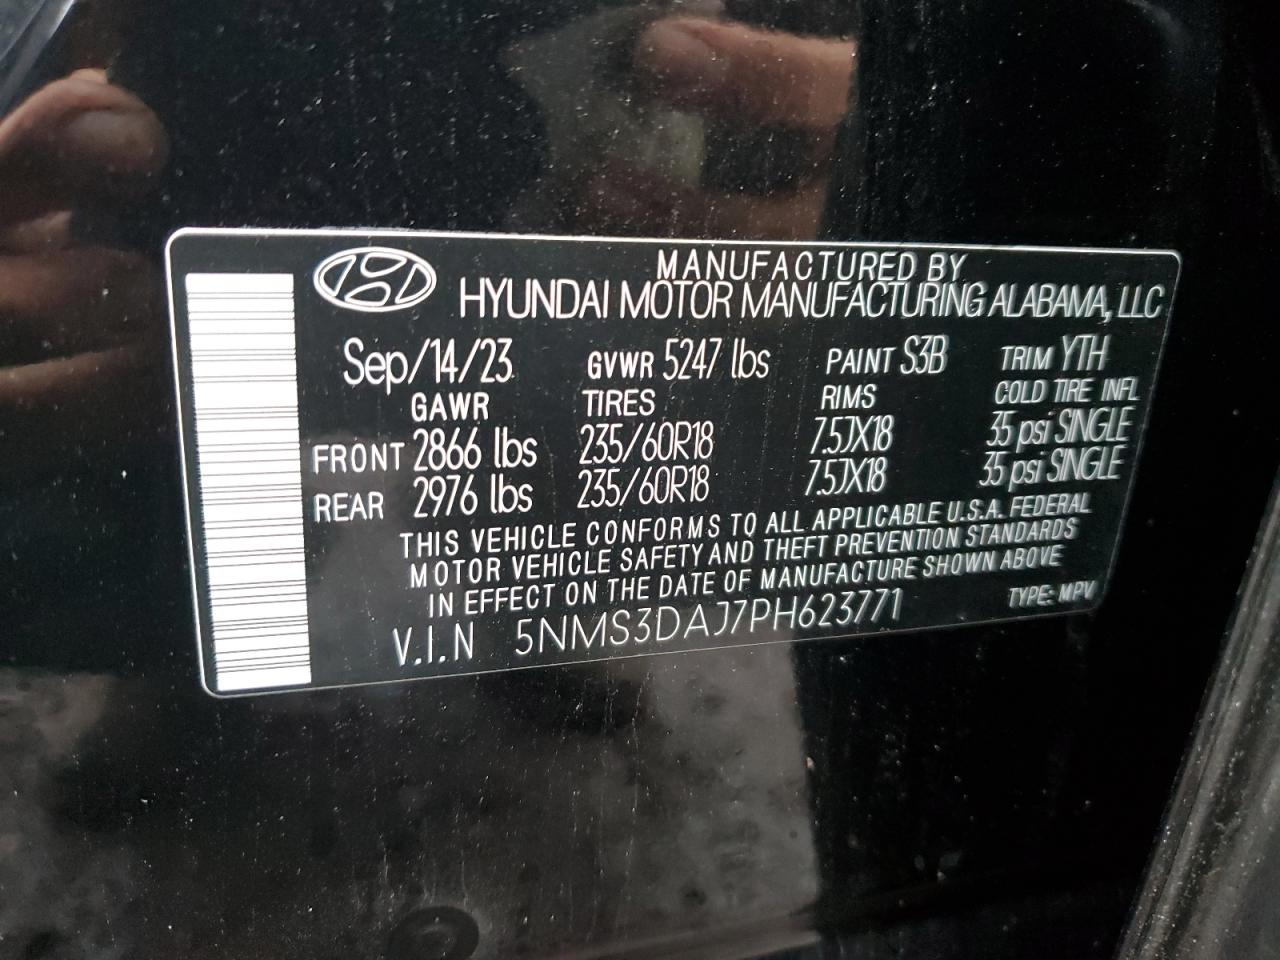 MANUFACTURED BY
HYUNDAI MOTOR MANUFACTURING ALABAMA, LLC
Sep/14/23 GVWR 5247 lbs PAINT S3B TRIM YTH
GAWR TIRES RIMS COLD TIRE INFL
FRONT 2866 lbs 235/60R18 7.5JX18 35 psi SINGLE
REAR 2976 lbs 235/60R18 7.5JX18 35 psi SINGLE
THIS VEHICLE CONFORMS TO ALL APPLICABLE U.S.A. FEDERAL
MOTOR VEHICLE SAFETY AND THEFT PREVENTION STANDARDS
IN EFFECT ON THE DATE OF MANUFACTURE SHOWN ABOVE
V.I.N 5NMS3DAJ7PH623771 TYPE: MPV